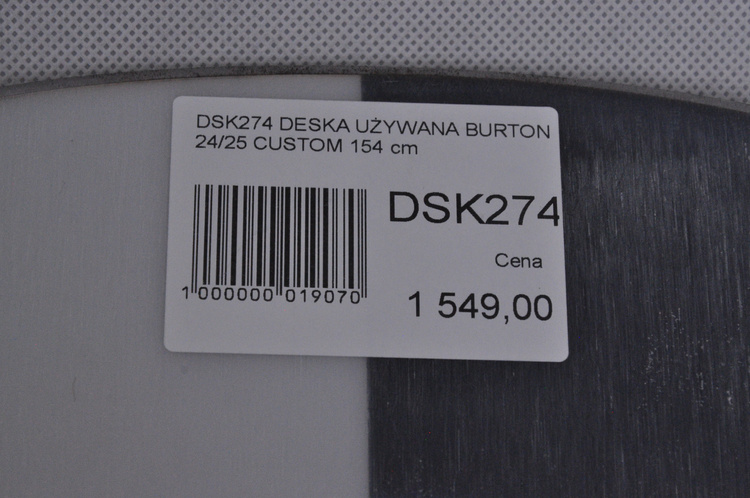 DSK274 DESKA UŻYWANA BURTON
24/25 CUSTOM 154 cm
DSK274
Cena
1 000000 019070
1 549,00